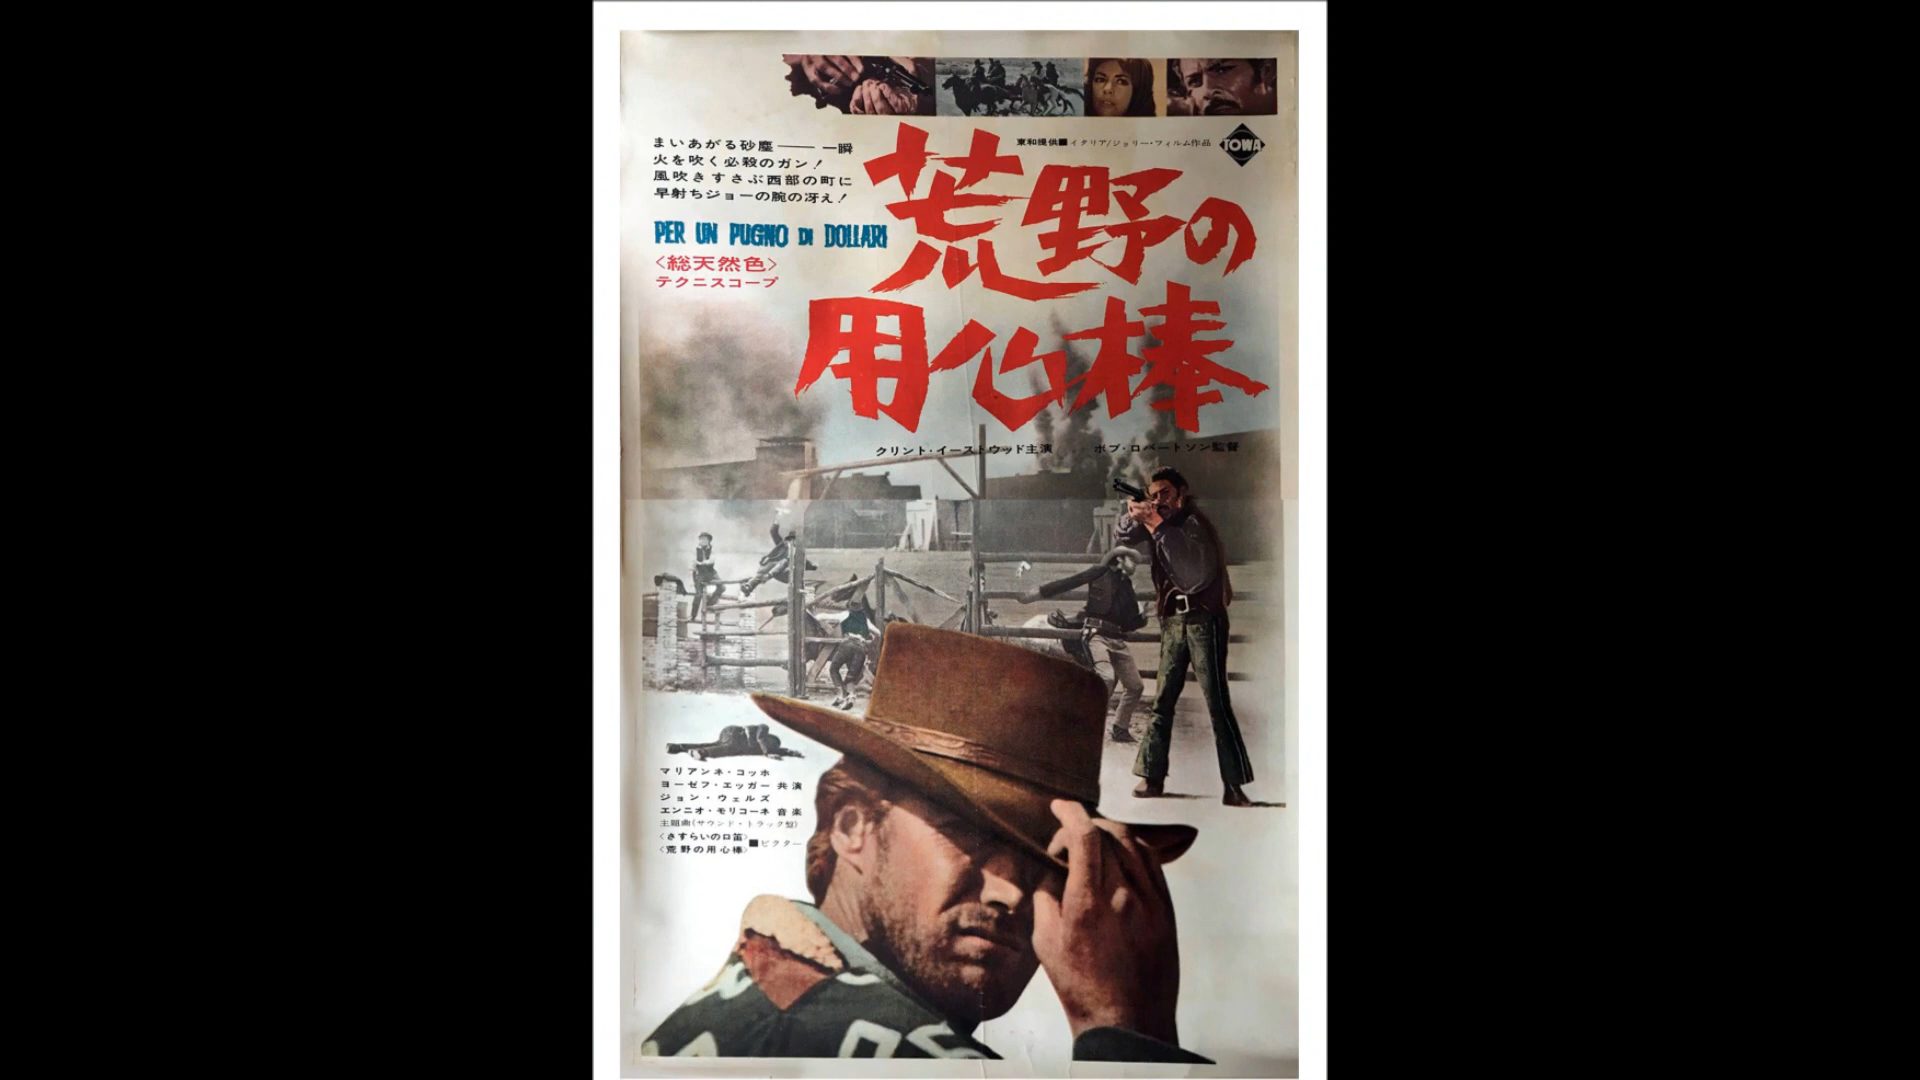 東和提供■イタリア/ジョリー・フィルム作品
TOWA
まいあがる砂塵―― 一瞬
火を吹く必殺のガン!
風吹きすさぶ西部の町に
早射ちジョーの腕の冴え!
荒野の
用心棒
PER UN PUGNO DI DOLLARI
〈総天然色〉
テクニスコープ
クリント・イーストウッド主演 ボブ・ロバートソン監督
マリアンネ・コッホ
ヨーゼフ・エッガー 共演
ジョン・ウェルズ
エンニオ・モリコーネ 音楽
主題曲(サウンド・トラック盤)
〈さすらいの口笛〉
〈荒野の用心棒〉■ビクター